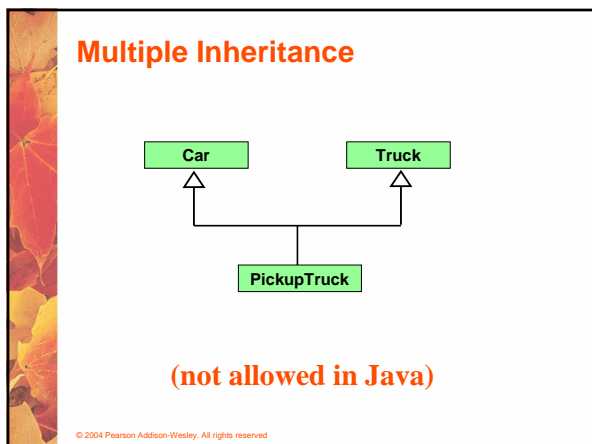 Multiple Inheritance
Car Truck
PickupTruck
(not allowed in Java)
© 2004 Pearson Addison-Wesley. All rights reserved